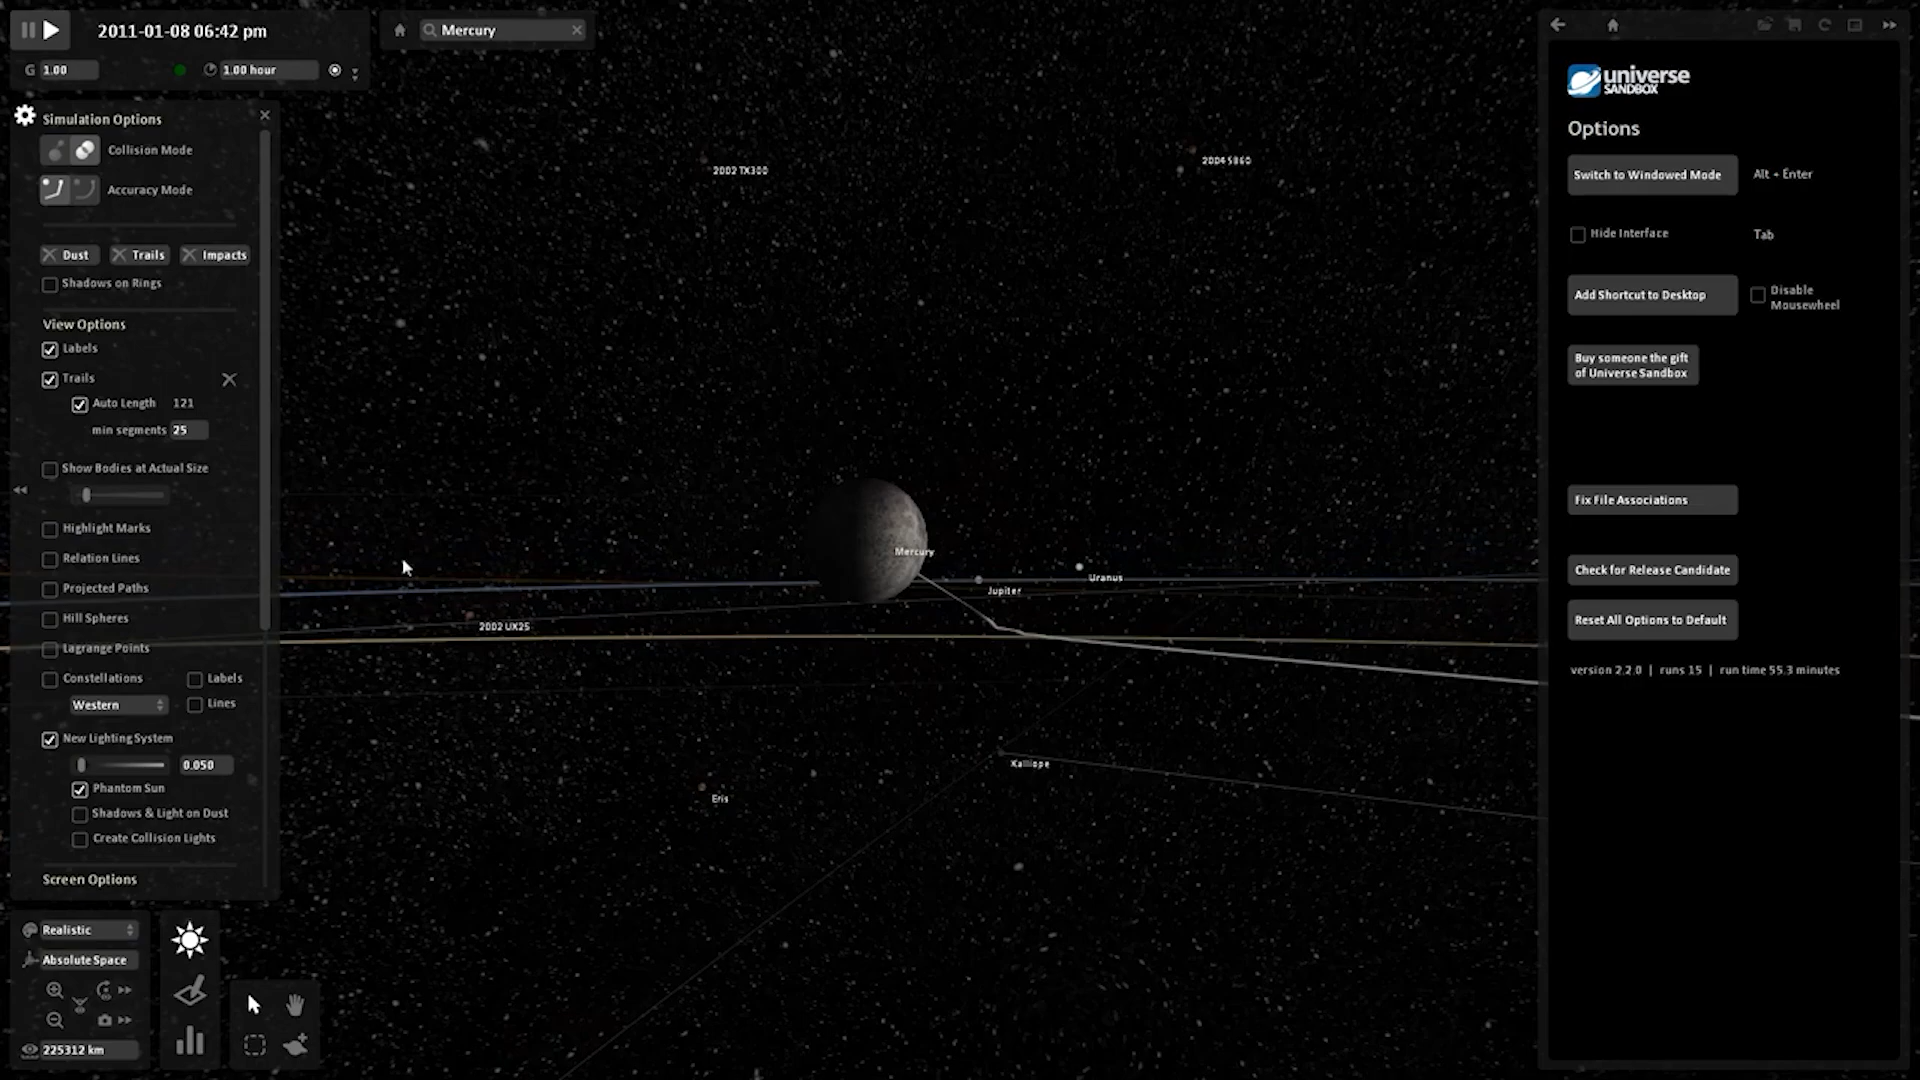 2011-01-08 06:42 pm
G 1.00
1.00 hour
Mercury
Simulation Options
Collision Mode
Accuracy Mode
Dust
Trails
Impacts
Shadows on Rings
View Options
Labels
Trails
Auto Length 121
min segments 25
Show Bodies at Actual Size
Highlight Marks
Relation Lines
Projected Paths
Hill Spheres
Lagrange Points
Constellations
Labels
Western
Lines
New Lighting System
0.050
Phantom Sun
Shadows & Light on Dust
Create Collision Lights
Screen Options
Realistic
Absolute Space
225312 km
2002 TX300
Mercury
Uranus
Jupiter
2002 UX25
Kalliope
Eris
universe
SANDBOX
Options
Switch to Windowed Mode
Alt + Enter
Hide Interface
Tab
Add Shortcut to Desktop
Disable
Mousewheel
Buy someone the gift
of Universe Sandbox
Fix File Associations
Check for Release Candidate
Reset All Options to Default
version 2.2.0 | runs 15 | run time 55.3 minutes